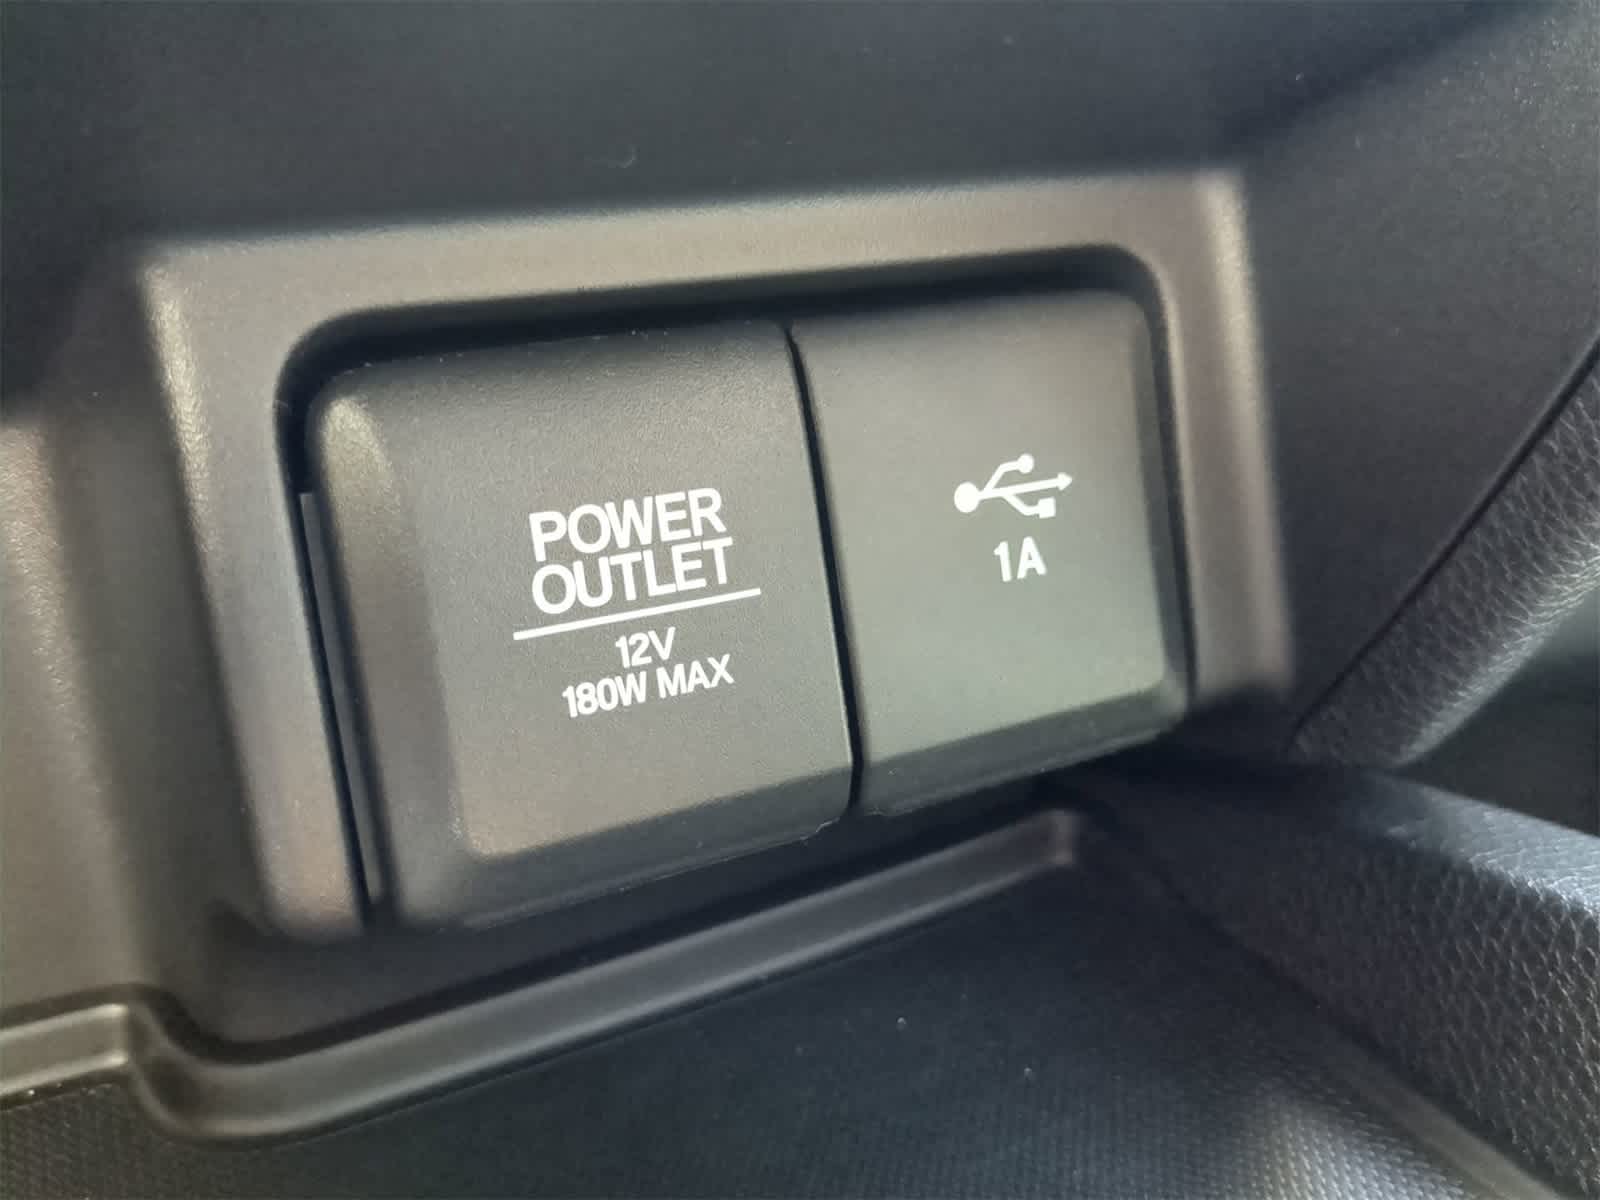 POWER
OUTLET
12V
180W MAX
1A